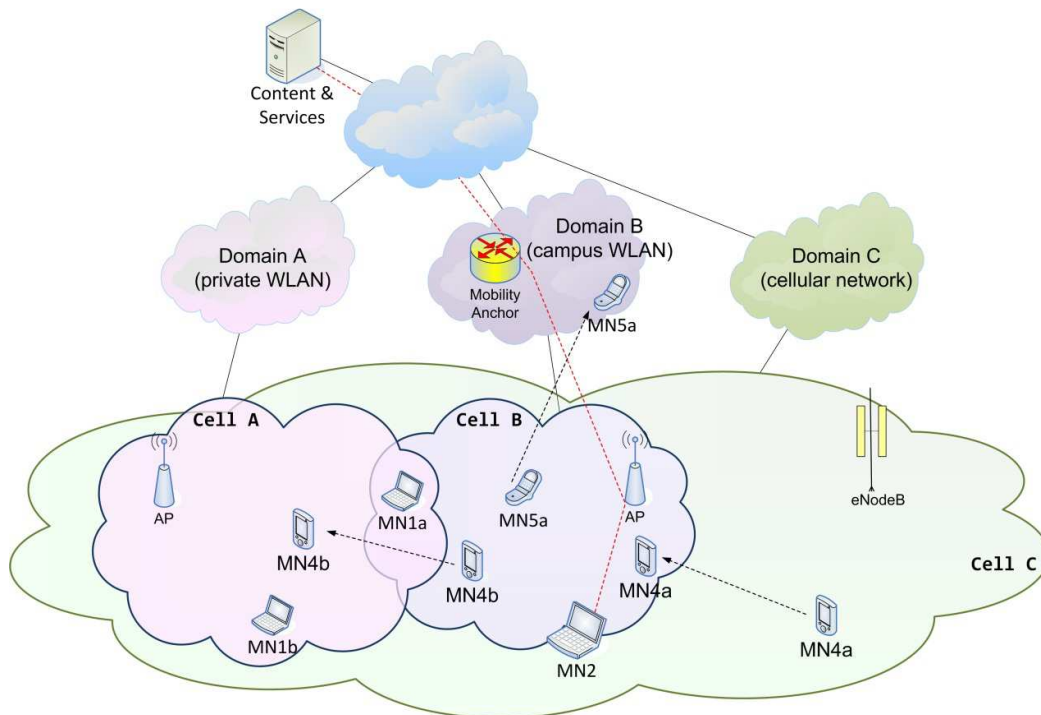 Content &
Services
Domain A
(private WLAN)
Domain B
(campus WLAN)
Domain C
(cellular network)
Mobility
Anchor
MN5a
Cell A
Cell B
AP
MN1a
MN5a
AP
eNodeB
MN4b
MN4b
MN4a
Cell C
MN1b
MN2
MN4a